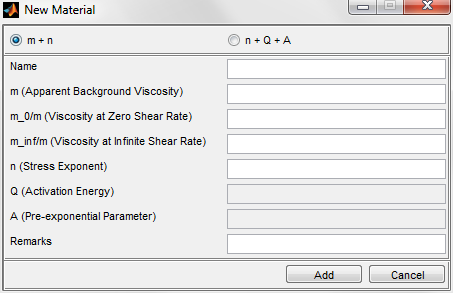 New Material
m + n
n + Q + A
Name
m (Apparent Background Viscosity)
m_0/m (Viscosity at Zero Shear Rate)
m_inf/m (Viscosity at Infinite Shear Rate)
n (Stress Exponent)
Q (Activation Energy)
A (Pre-exponential Parameter)
Remarks
Add
Cancel